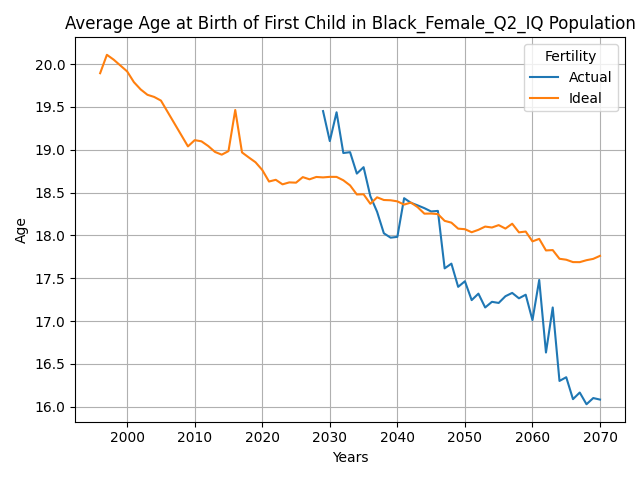 Average Age at Birth of First Child in Black_Female_Q2_IQ Population
Fertility
Actual
Ideal
Age
20.0
19.5
19.0
18.5
18.0
17.5
17.0
16.5
16.0
2000 2010 2020 2030 2040 2050 2060 2070
Years